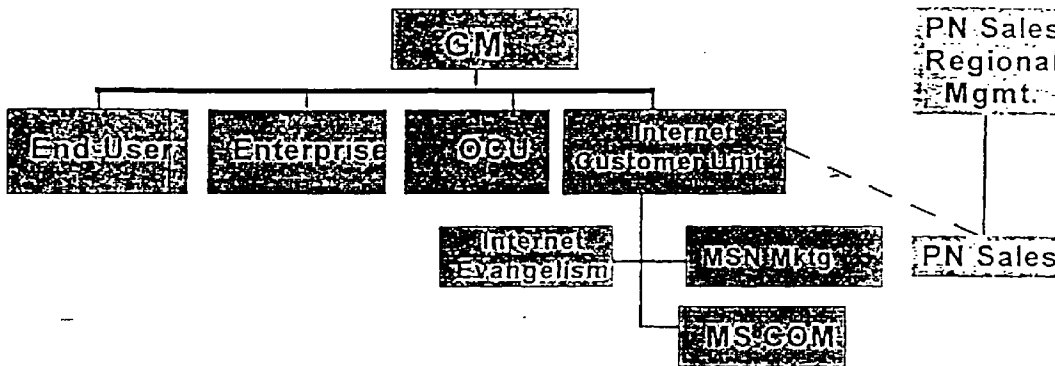 GM
PN Sales
Regional
Mgmt.
End-User
Enterprise
OCU
Internet
Customer Unit
Internet
Evangelism
MSN Mktg
PN Sales
MS.COM